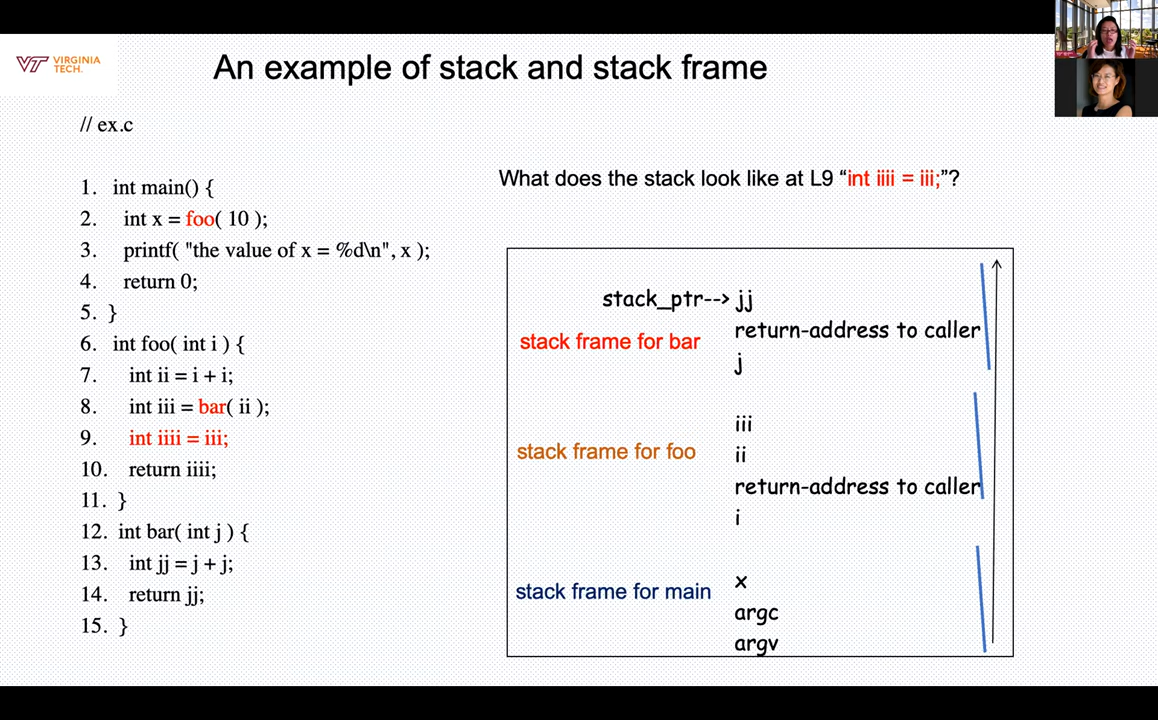 VT VIRGINIA
TECH.
An example of stack and stack frame
// ex.c
1. int main() {
2. int x = foo( 10 );
3. printf( "the value of x = %d\n", x );
4. return 0;
5. }
6. int foo( int i ) {
7. int ii = i + i;
8. int iii = bar( ii );
9. int iiii = iii;
10. return iiii;
11. }
12. int bar( int j ) {
13. int jj = j + j;
14. return jj;
15. }
What does the stack look like at L9 “int iiii = iii;”?
stack_ptr--> jj
return-address to caller
stack frame for bar
j
iii
stack frame for foo
ii
return-address to caller
i
x
stack frame for main
argc
argv